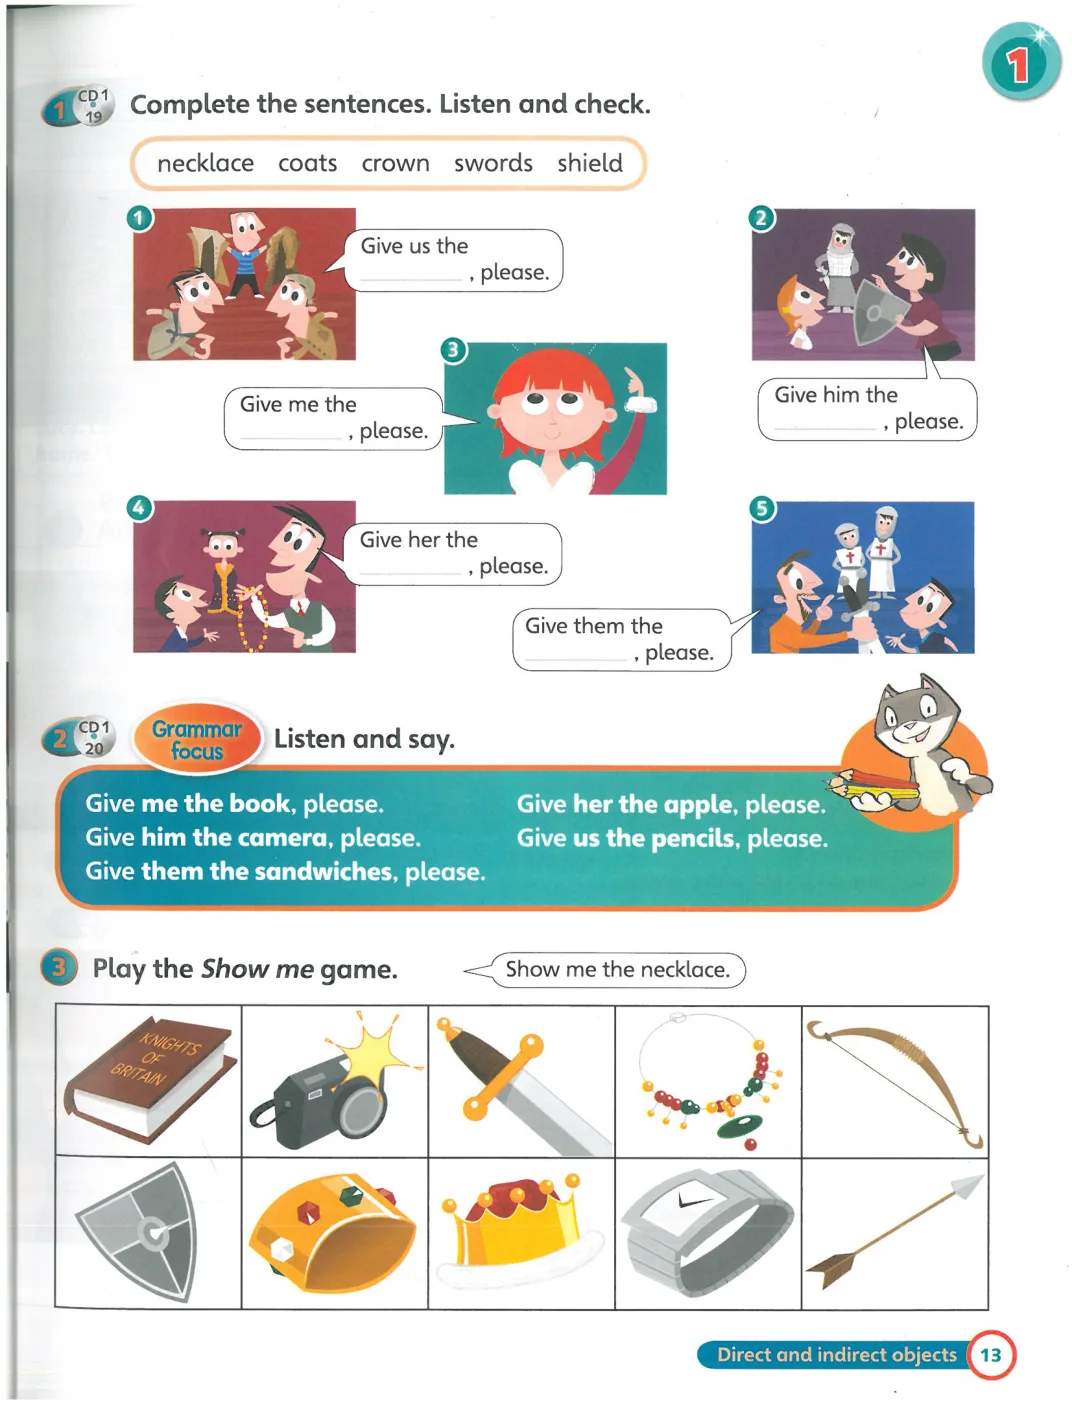 1
1 CD1 19 Complete the sentences. Listen and check.
necklace coats crown swords shield
1
Give us the
, please.
2
Give him the
, please.
3
Give me the
, please.
4
Give her the
, please.
5
Give them the
, please.
2 CD1 20 Grammar focus Listen and say.
Give me the book, please.
Give him the camera, please.
Give them the sandwiches, please.
Give her the apple, please.
Give us the pencils, please.
3 Play the Show me game.
Show me the necklace.
KNIGHTS
OF
BRITAIN
Direct and indirect objects 13